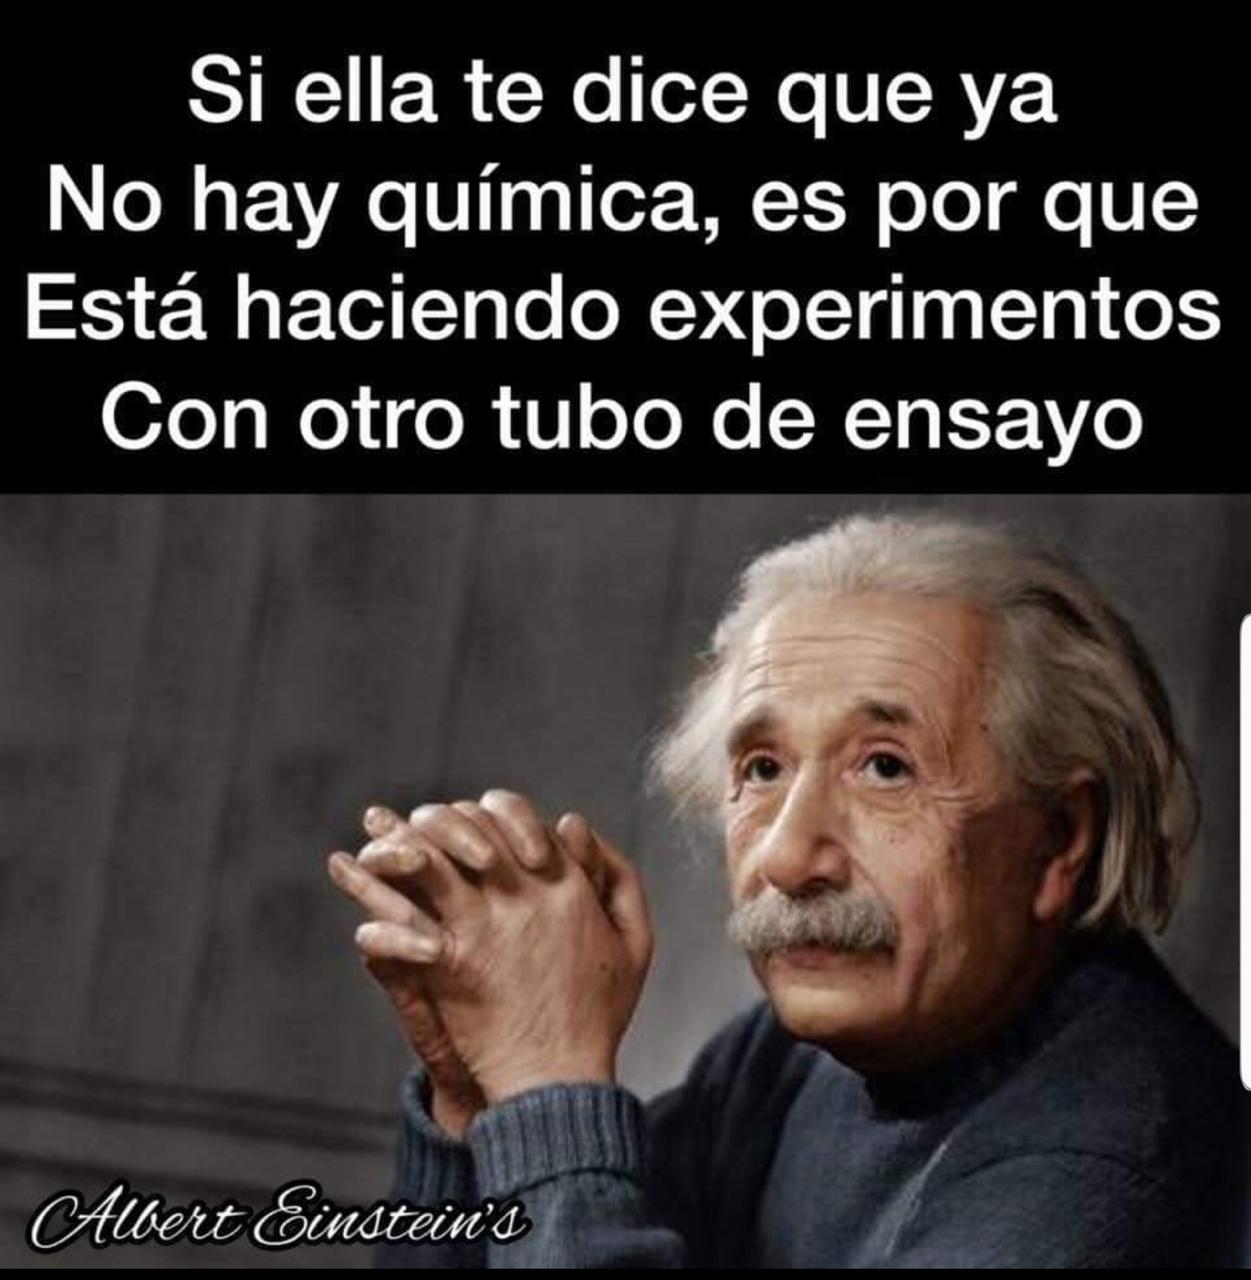 Si ella te dice que ya
No hay química, es por que
Está haciendo experimentos
Con otro tubo de ensayo
Albert Einstein's